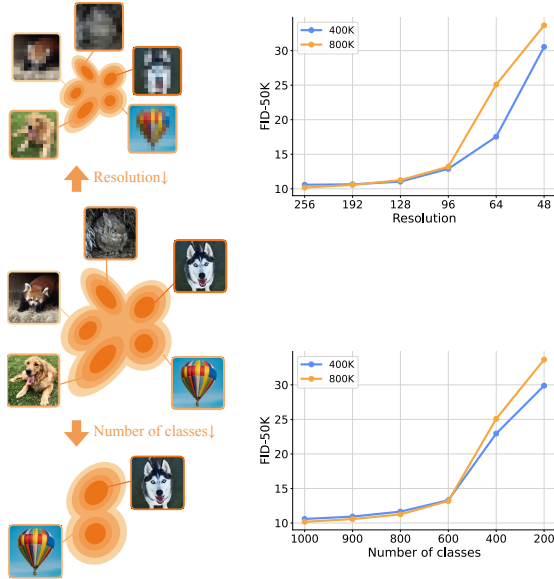 Resolution↓
Number of classes↓
400K
800K
FID-50K
30
25
20
15
10
256 192 128 96 64 48
Resolution
400K
800K
FID-50K
30
25
20
15
10
1000 900 800 600 400 200
Number of classes